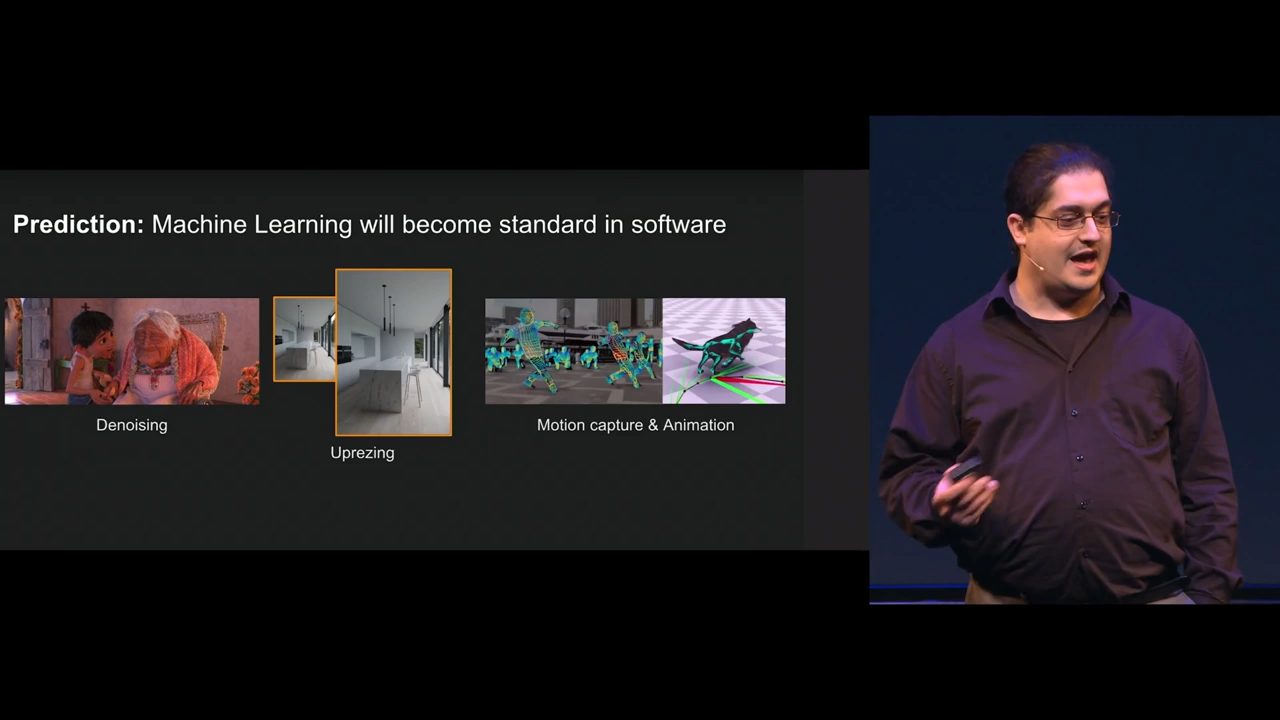 Prediction: Machine Learning will become standard in software
Denoising
Uprezing
Motion capture & Animation